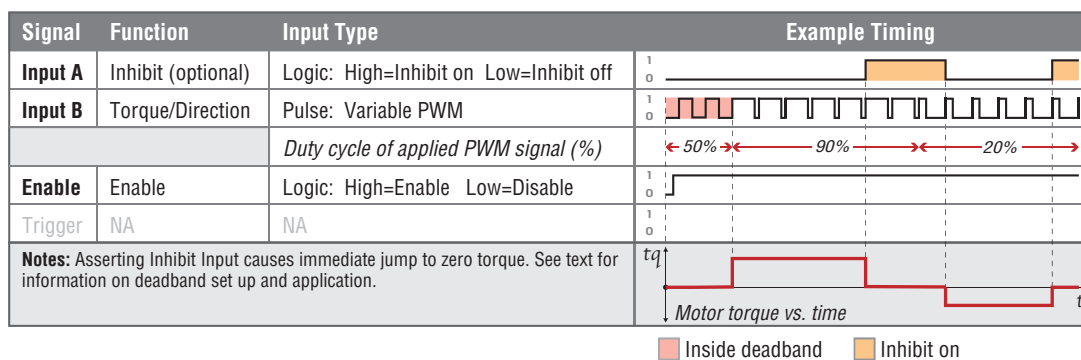 Signal Function Input Type Example Timing
Input A Inhibit (optional) Logic: High=Inhibit on Low=Inhibit off 1 0
Input B Torque/Direction Pulse: Variable PWM 1 0
Duty cycle of applied PWM signal (%) 50% 90% 20%
Enable Enable Logic: High=Enable Low=Disable 1 0
Trigger NA NA 1 0
Notes: Asserting Inhibit Input causes immediate jump to zero torque. See text for
information on deadband set up and application.
tq
t
Motor torque vs. time
Inside deadband Inhibit on